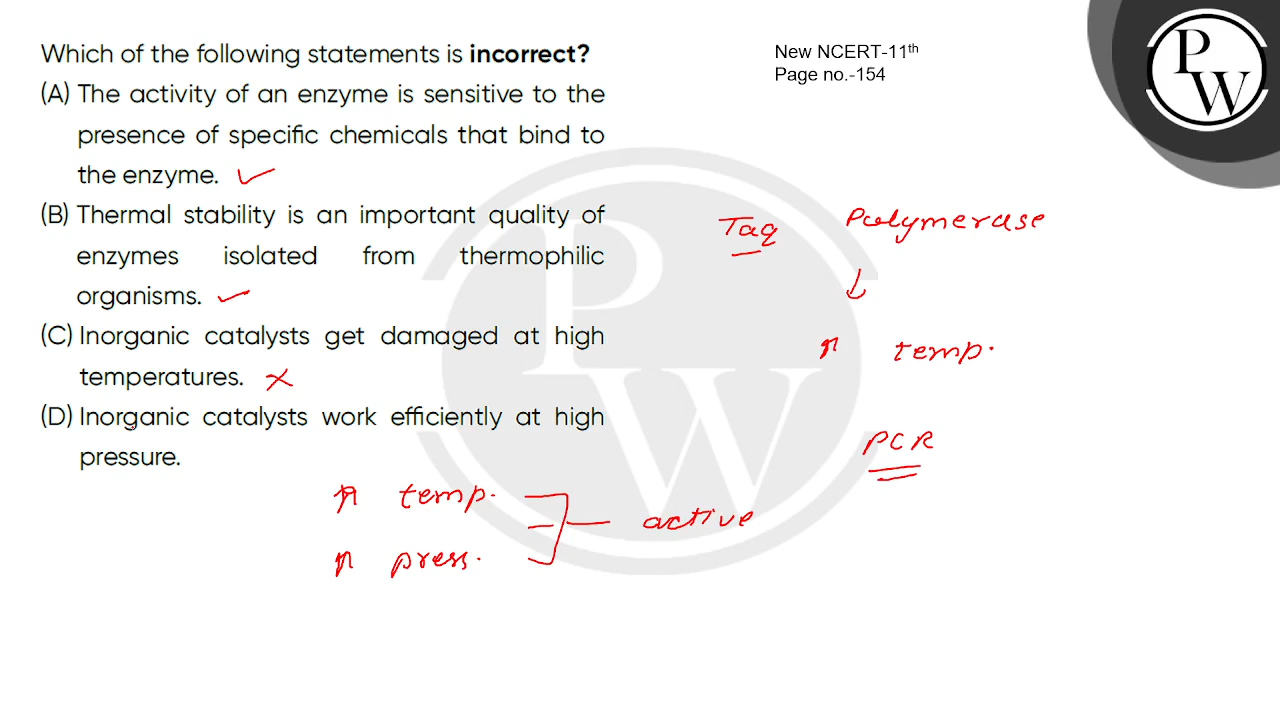 Which of the following statements is incorrect?
(A) The activity of an enzyme is sensitive to the
presence of specific chemicals that bind to
the enzyme.
(B) Thermal stability is an important quality of
enzymes isolated from thermophilic
organisms.
(C) Inorganic catalysts get damaged at high
temperatures.
(D) Inorganic catalysts work efficiently at high
pressure.
↑ temp.
↑ press.
active
New NCERT-11th
Page no.-154
Taq Polymerase
↓
↑ temp.
PCR
PW
PW